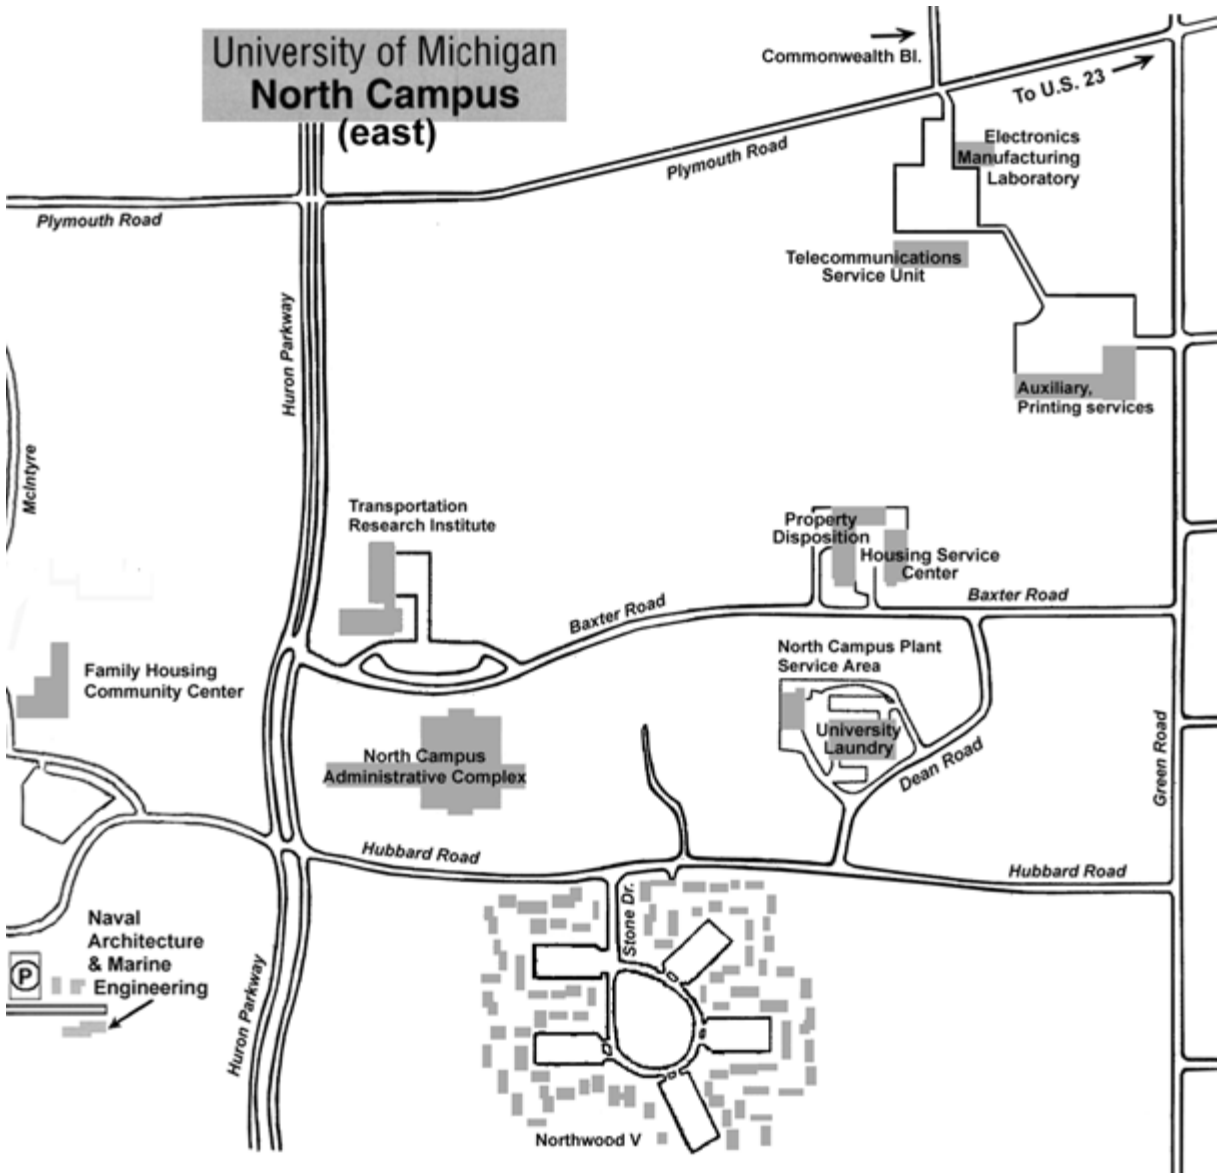 University of Michigan
North Campus
(east)
Commonwealth Bl.
To U.S. 23
Plymouth Road
Electronics
Manufacturing
Laboratory
Plymouth Road
Telecommunications
Service Unit
Huron Parkway
Auxiliary,
Printing services
McIntyre
Transportation
Research Institute
Property
Disposition
Housing Service
Center
Baxter Road
Baxter Road
North Campus Plant
Service Area
Family Housing
Community Center
University
Laundry
Dean Road
Green Road
North Campus
Administrative Complex
Hubbard Road
Hubbard Road
Stone Dr.
Naval
Architecture
& Marine
Engineering
P
Huron Parkway
Northwood V